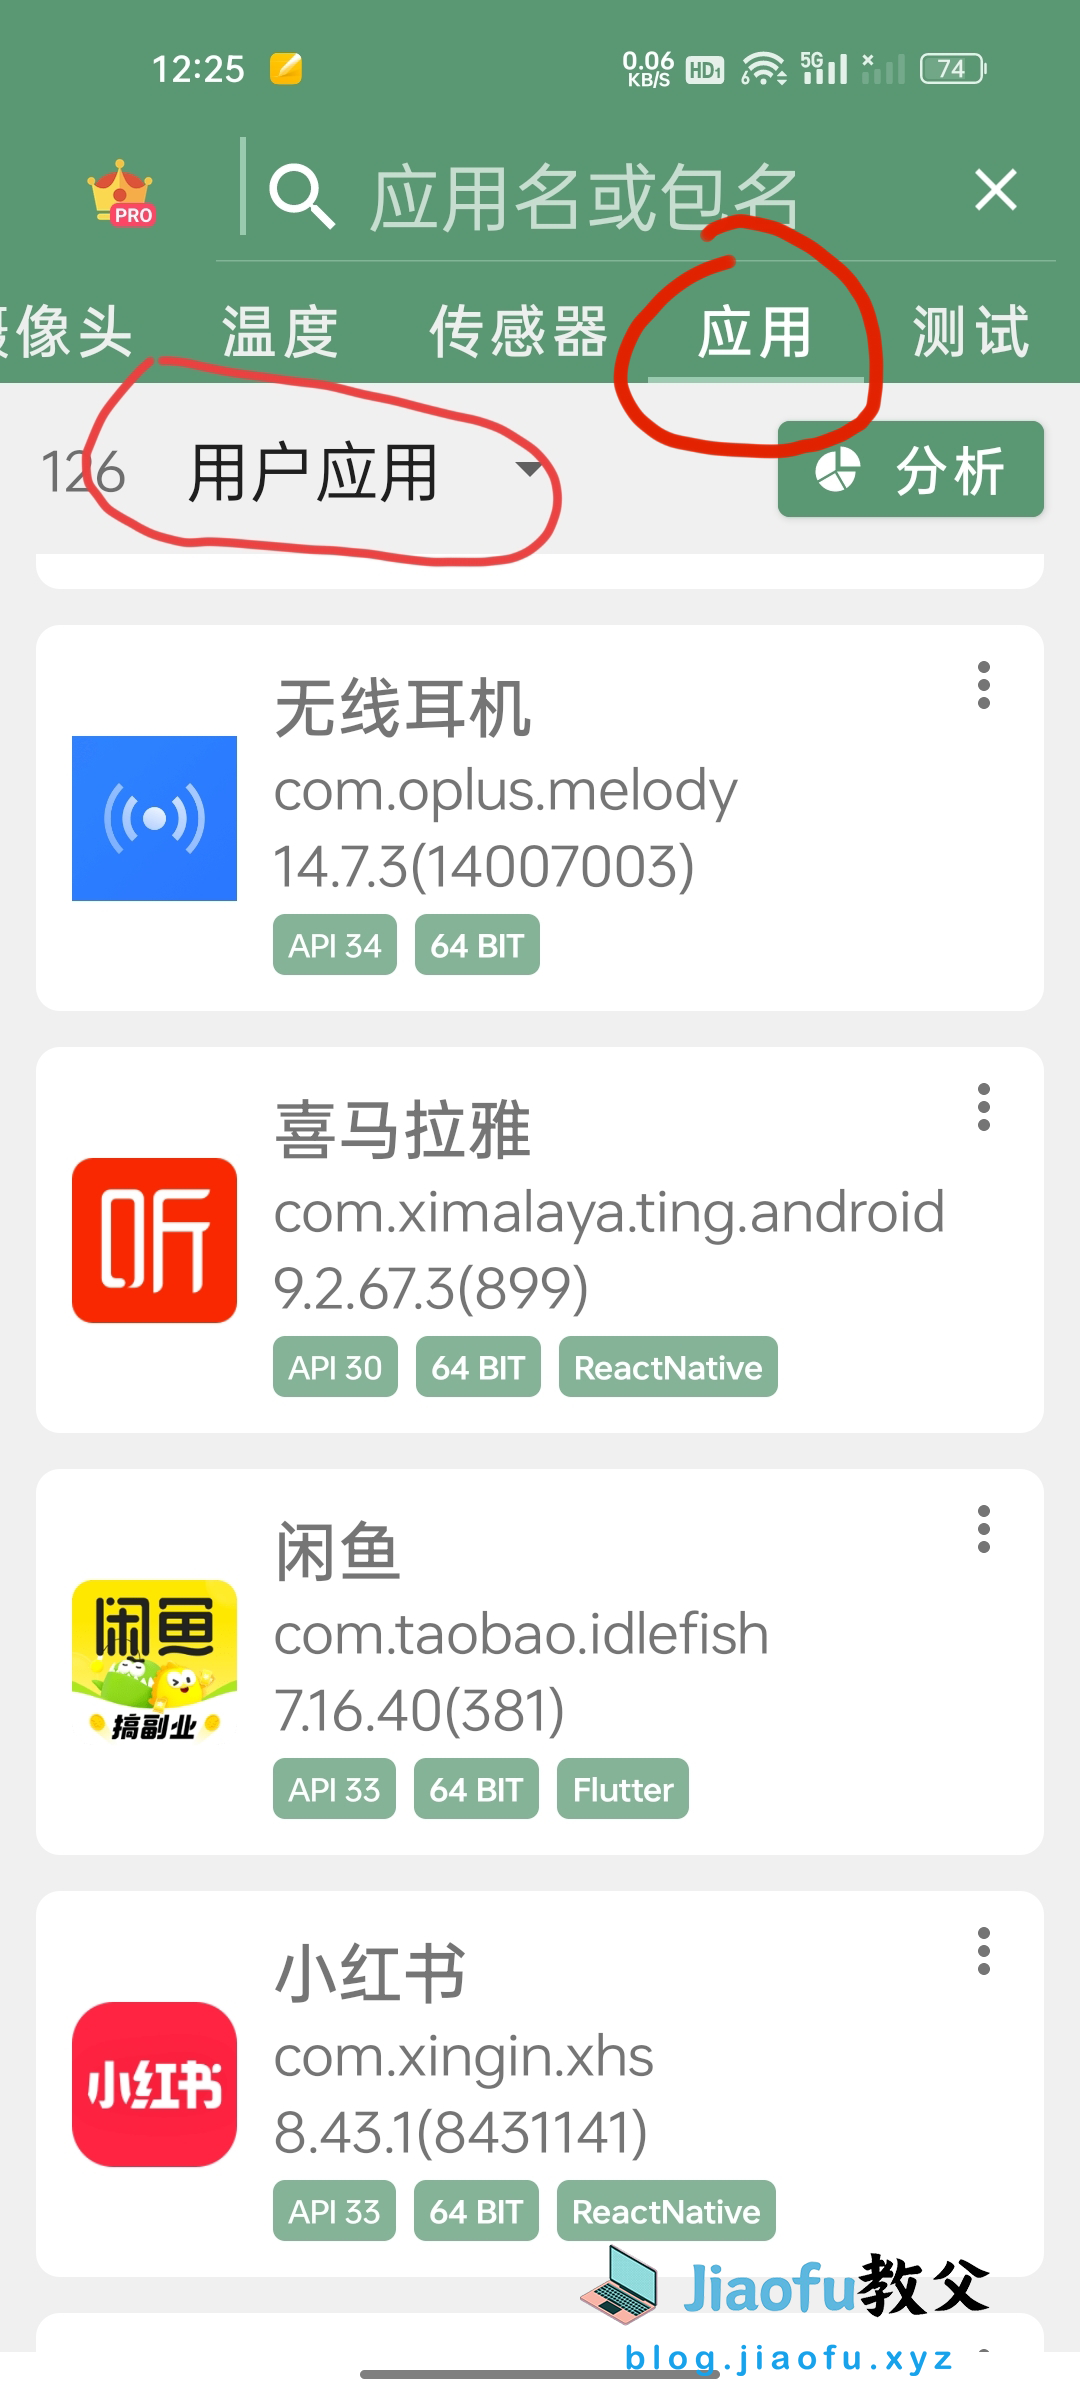 12:25
0.06
KB/S
HD1
6
5G
74
PRO
应用名或包名
像头 温度 传感器 应用 测试
126 用户应用 分析
无线耳机
com.oplus.melody
14.7.3(14007003)
API 34 64 BIT
听
喜马拉雅
com.ximalaya.ting.android
9.2.67.3(899)
API 30 64 BIT ReactNative
闲鱼
搞副业
闲鱼
com.taobao.idlefish
7.16.40(381)
API 33 64 BIT Flutter
小红书
小红书
com.xingin.xhs
8.43.1(8431141)
API 33 64 BIT ReactNative
Jiaofu教父
blog.jiaofu.xyz